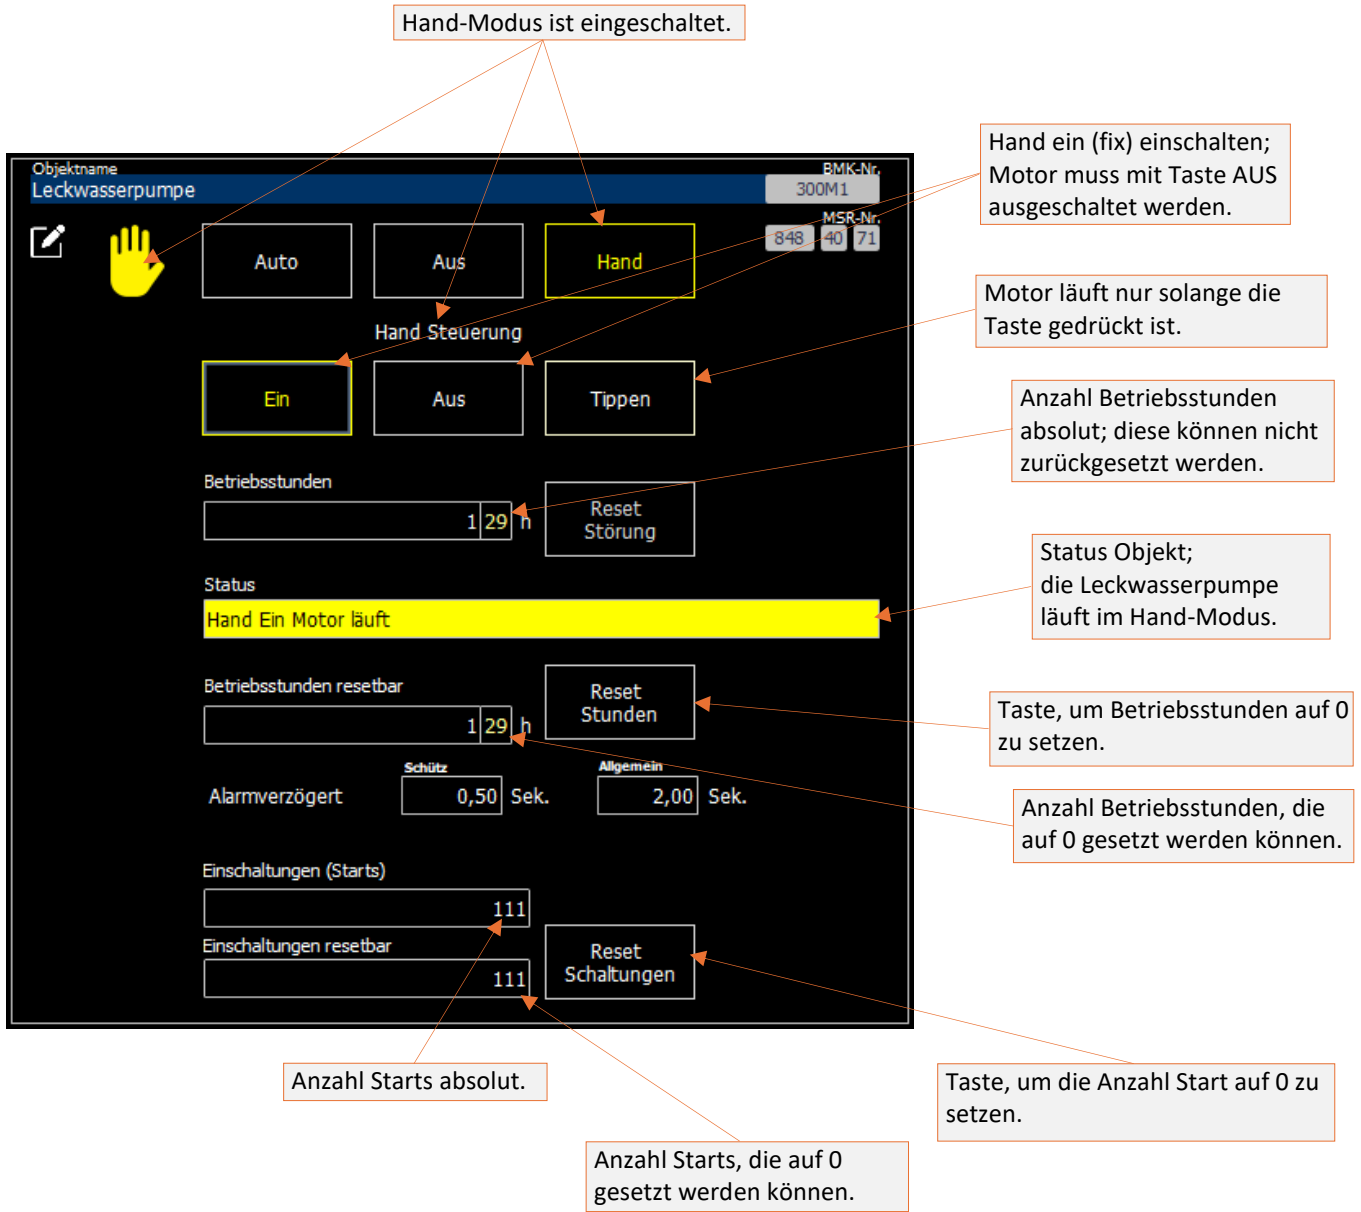 Hand-Modus ist eingeschaltet.
Hand ein (fix) einschalten;
Motor muss mit Taste AUS
ausgeschaltet werden.
Objektname
BMK-Nr.
Leckwasserpumpe
300M1
MSR-Nr.
848 40 71
Auto
Aus
Hand
Motor läuft nur solange die
Taste gedrückt ist.
Hand Steuerung
Ein
Aus
Tippen
Anzahl Betriebsstunden
absolut; diese können nicht
zurückgesetzt werden.
Betriebsstunden
1 29 h
Reset
Störung
Status Objekt;
die Leckwasserpumpe
läuft im Hand-Modus.
Status
Hand Ein Motor läuft
Betriebsstunden resetbar
1 29 h
Reset
Stunden
Taste, um Betriebsstunden auf 0
zu setzen.
Schütz
Allgemein
Alarmverzögert 0,50 Sek. 2,00 Sek.
Anzahl Betriebsstunden, die
auf 0 gesetzt werden können.
Einschaltungen (Starts)
111
Einschaltungen resetbar
111
Reset
Schaltungen
Anzahl Starts absolut.
Taste, um die Anzahl Start auf 0 zu
setzen.
Anzahl Starts, die auf 0
gesetzt werden können.